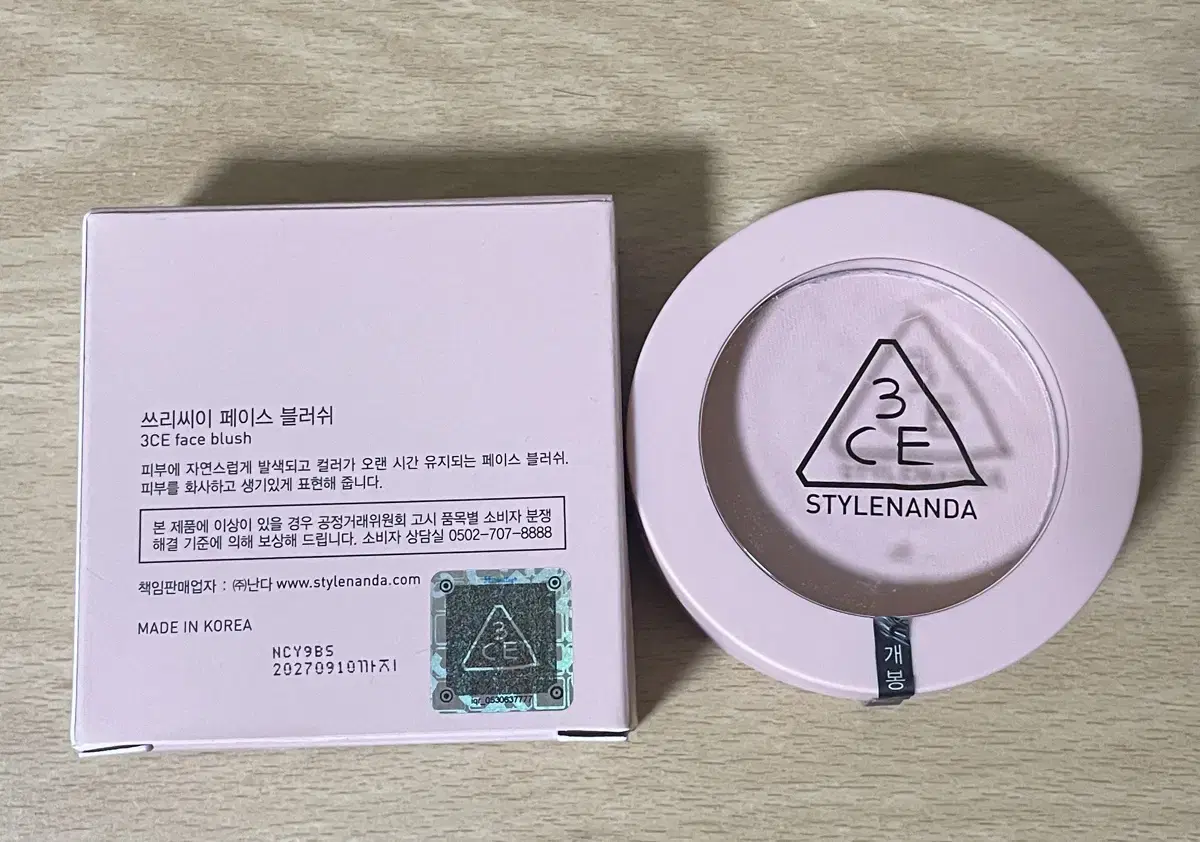 쓰리씨이 페이스 블러쉬
3CE face blush
피부에 자연스럽게 발색되고 컬러가 오랜 시간 유지되는 페이스 블러쉬.
피부를 화사하고 생기있게 표현해 줍니다.
본 제품에 이상이 있을 경우 공정거래위원회 고시 품목별 소비자 분쟁
해결 기준에 의해 보상해 드립니다. 소비자 상담실 0502-707-8888
책임판매업자 : ㈜난다 www.stylenanda.com
MADE IN KOREA
NCY9BS
20270910까지
3
CE
3
CE
STYLENANDA
개
봉